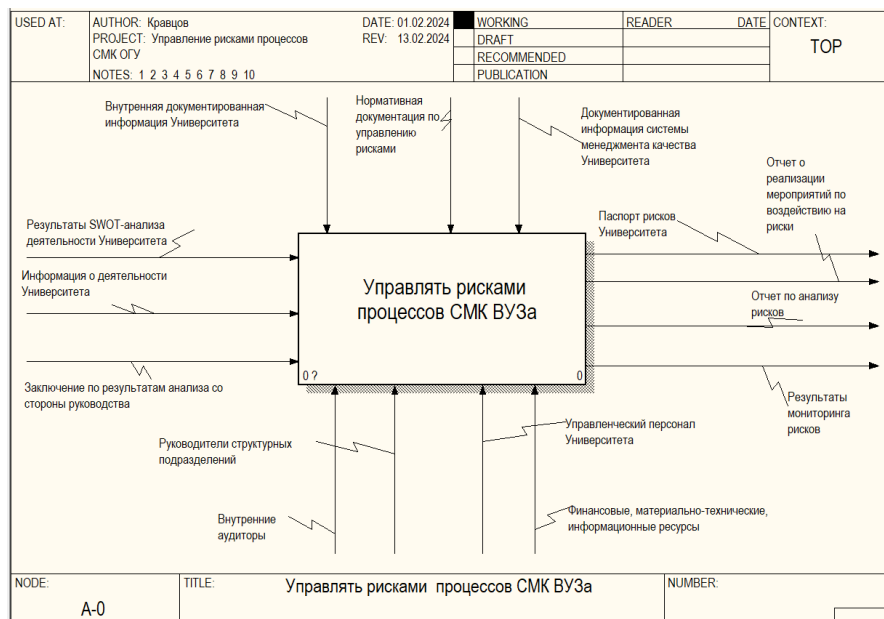 USED AT:
AUTHOR: Кравцов
DATE: 01.02.2024
WORKING
READER
DATE
CONTEXT:
PROJECT: Управление рисками процессов
REV: 13.02.2024
DRAFT
TOP
СМК ОГУ
RECOMMENDED
NOTES: 1 2 3 4 5 6 7 8 9 10
PUBLICATION
Внутренняя документированная
информация Университета
Нормативная
документация по
управлению
рисками
Документированная
информация системы
менеджмента качества
Университета
Отчет о
реализации
мероприятий по
воздействию на
риски
Паспорт рисков
Университета
Результаты SWOT-анализа
деятельности Университета
Информация о деятельности
Университета
Управлять рисками
процессов СМК ВУЗа
0 ?
0
Отчет по анализу
рисков
Заключение по результатам анализа со
стороны руководства
Результаты
мониторинга
рисков
Руководители структурных
подразделений
Управленческий персонал
Университета
Внутренние
аудиторы
Финансовые, материально-технические,
информационные ресурсы
NODE:
TITLE:
Управлять рисками процессов СМК ВУЗа
NUMBER:
A-0